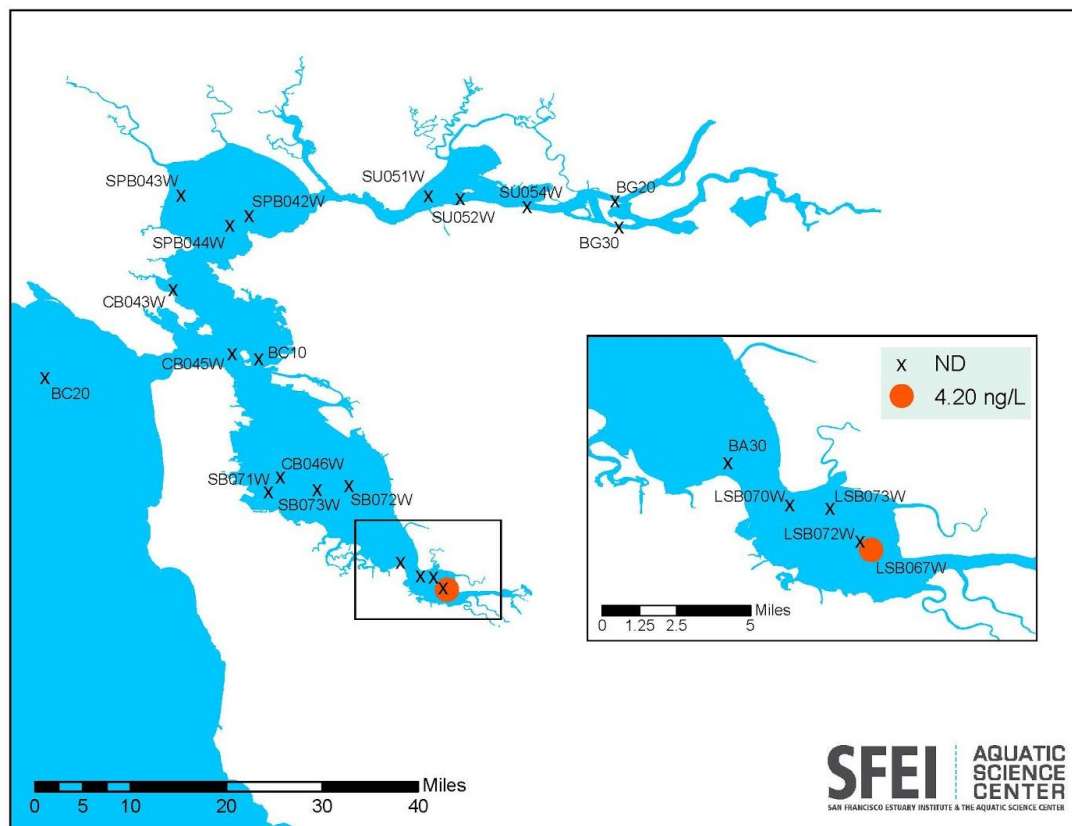 SPB043W
SPB042W
SPB044W
SU051W
SU052W
SU054W
BG20
BG30
CB043W
CB045W
BC10
BC20
CB046W
SB071W
SB073W
SB072W
X ND
4.20 ng/L
BA30
LSB070W
LSB073W
LSB072W
LSB067W
Miles
0 1.25 2.5 5
Miles
0 5 10 20 30 40
SFEI
AQUATIC
SCIENCE
CENTER
SAN FRANCISCO ESTUARY INSTITUTE & THE AQUATIC SCIENCE CENTER